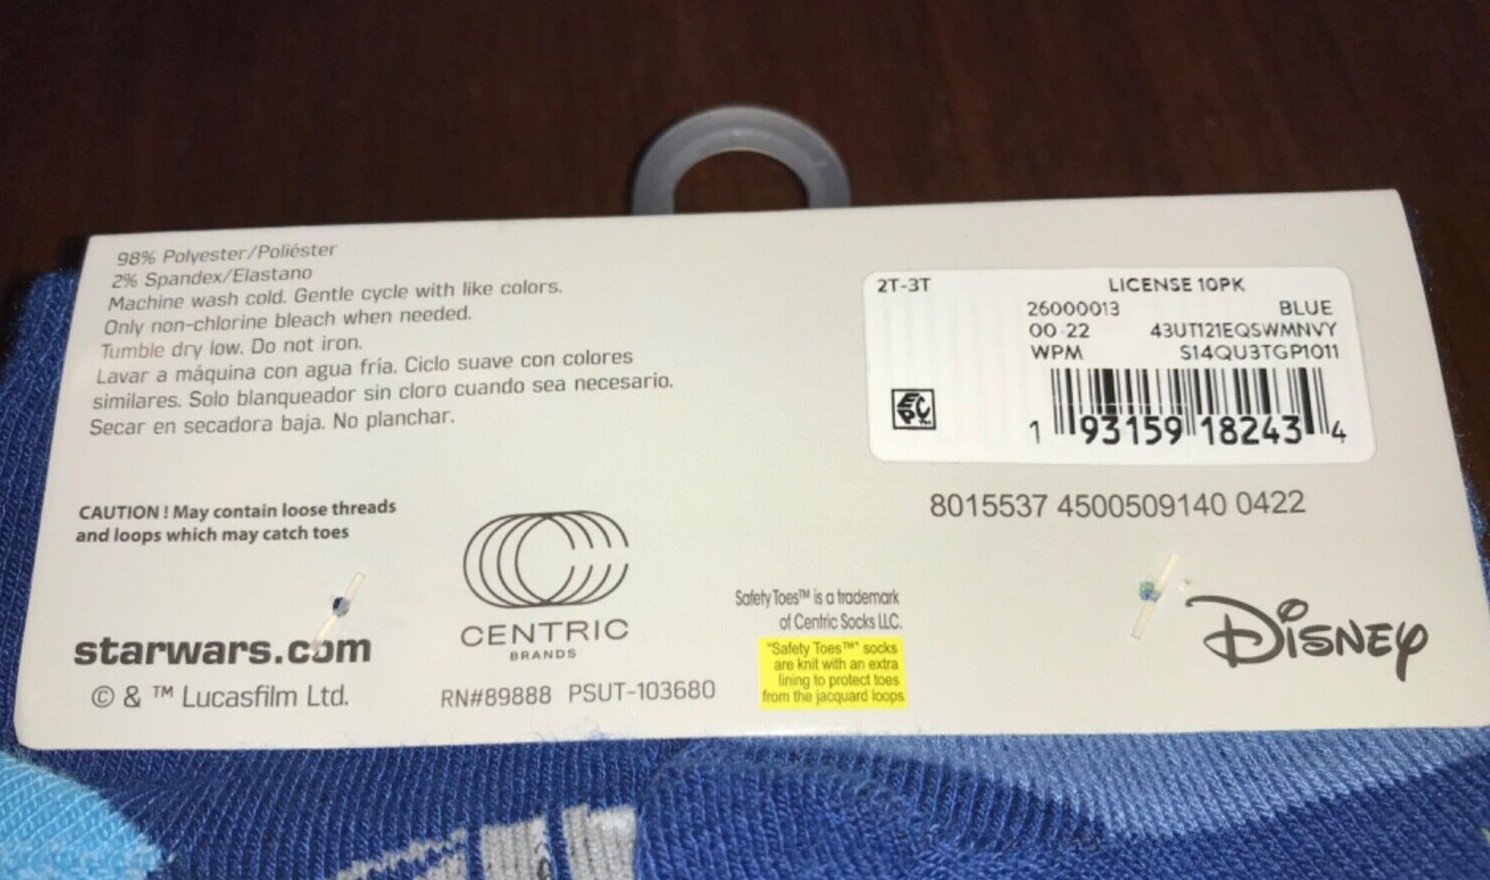 98% Polyester/Poliéster
2% Spandex/Elastano
Machine wash cold. Gentle cycle with like colors.
Only non-chlorine bleach when needed.
Tumble dry low. Do not iron.
Lavar a máquina con agua fría. Ciclo suave con colores
similares. Solo blanqueador sin cloro cuando sea necesario.
Secar en secadora baja. No planchar.
CAUTION ! May contain loose threads
and loops which may catch toes
starwars.com
© & ™ Lucasfilm Ltd.
CENTRIC
BRANDS
RN#89888 PSUT-103680
Safety Toes™ is a trademark
of Centric Socks LLC.
"Safety Toes™" socks
are knit with an extra
lining to protect toes
from the jacquard loops
2T-3T LICENSE 10PK
26000013 BLUE
00-22 43UT121EQSWMNVY
WPM S14QU3TGP1011
EPC
1 93159 18243 4
8015537 4500509140 0422
Disney